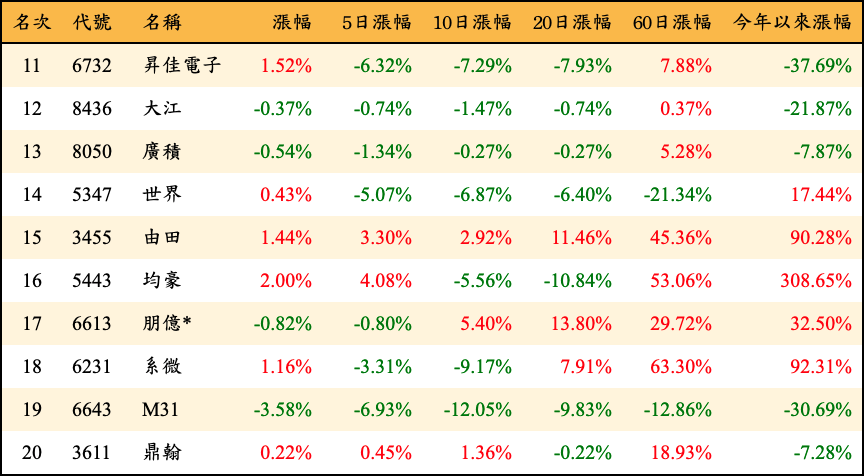 名次 代號 名稱 漲幅 5日漲幅 10日漲幅 20日漲幅 60日漲幅 今年以來漲幅
11 6732 昇佳電子 1.52% -6.32% -7.29% -7.93% 7.88% -37.69%
12 8436 大江 -0.37% -0.74% -1.47% -0.74% 0.37% -21.87%
13 8050 廣積 -0.54% -1.34% -0.27% -0.27% 5.28% -7.87%
14 5347 世界 0.43% -5.07% -6.87% -6.40% -21.34% 17.44%
15 3455 由田 1.44% 3.30% 2.92% 11.46% 45.36% 90.28%
16 5443 均豪 2.00% 4.08% -5.56% -10.84% 53.06% 308.65%
17 6613 朋億* -0.82% -0.80% 5.40% 13.80% 29.72% 32.50%
18 6231 系微 1.16% -3.31% -9.17% 7.91% 63.30% 92.31%
19 6643 M31 -3.58% -6.93% -12.05% -9.83% -12.86% -30.69%
20 3611 鼎翰 0.22% 0.45% 1.36% -0.22% 18.93% -7.28%